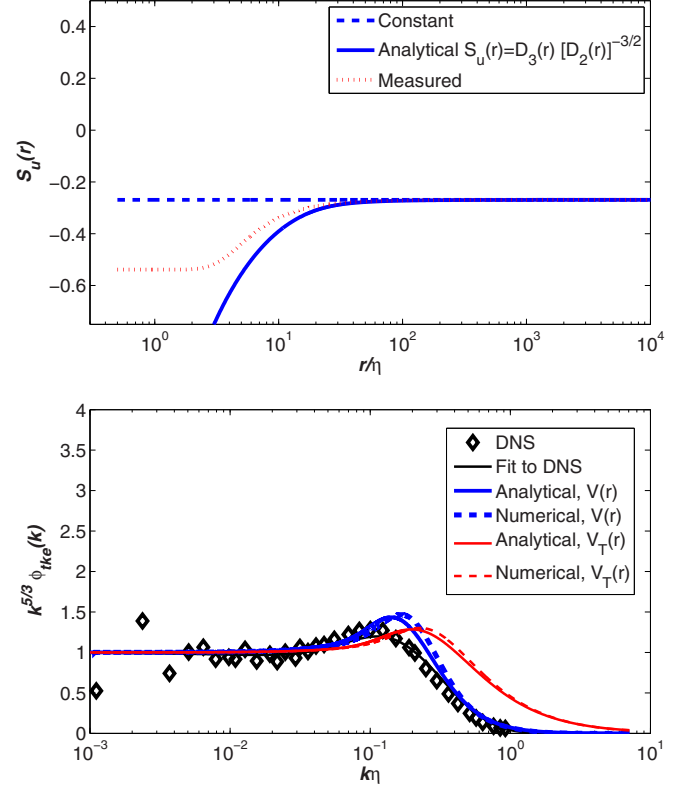 0.4
0.2
0
−0.2
−0.4
−0.6
S_u(r)
Constant
Analytical S_u(r)=D_3(r) [D_2(r)]^{−3/2}
Measured
10^0
10^1
10^2
10^3
10^4
r/η
4
3.5
3
2.5
2
1.5
1
0.5
0
k^{5/3} ϕ_{tke}(k)
DNS
Fit to DNS
Analytical, V(r)
Numerical, V(r)
Analytical, V_T(r)
Numerical, V_T(r)
10^{−3}
10^{−2}
10^{−1}
10^0
10^1
kη